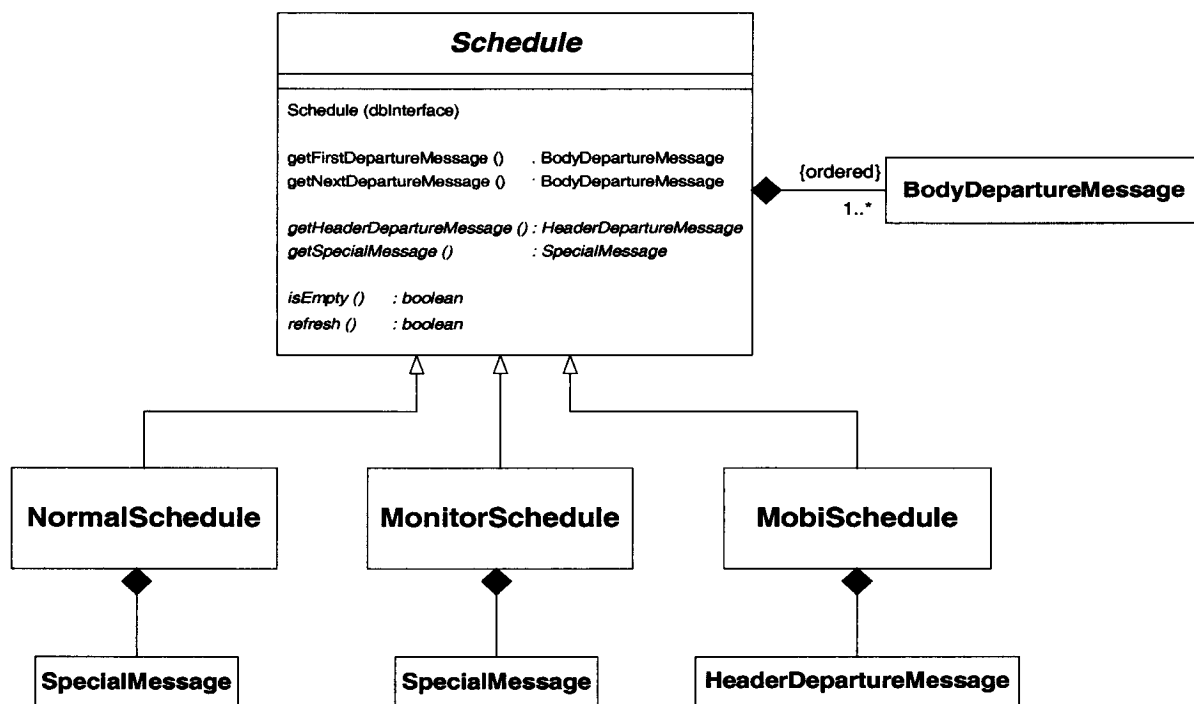 Schedule
Schedule (dbInterface)
getFirstDepartureMessage () . BodyDepartureMessage
getNextDepartureMessage () : BodyDepartureMessage
getHeaderDepartureMessage () : HeaderDepartureMessage
getSpecialMessage () : SpecialMessage
isEmpty () : boolean
refresh () : boolean
{ordered}
1..*
BodyDepartureMessage
NormalSchedule
MonitorSchedule
MobiSchedule
SpecialMessage
SpecialMessage
HeaderDepartureMessage